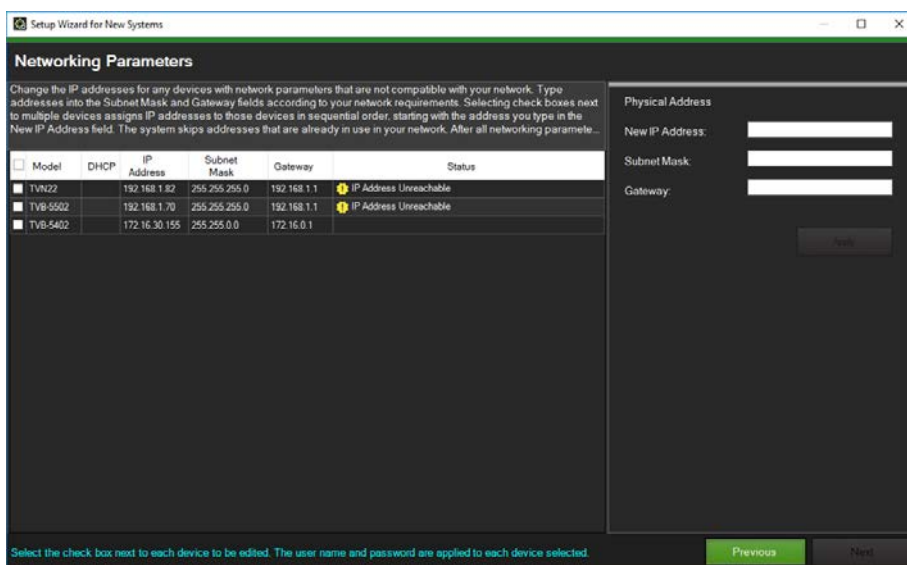 Setup Wizard for New Systems
Networking Parameters
Change the IP addresses for any devices with network parameters that are not compatible with your network. Type
addresses into the Subnet Mask and Gateway fields according to your network requirements. Selecting check boxes next
to multiple devices assigns IP addresses to those devices in sequential order, starting with the address you type in the
New IP Address field. The system skips addresses that are already in use in your network. After all networking paramete...
Model DHCP IP Address Subnet Mask Gateway Status
TVN22 192.168.1.82 255.255.255.0 192.168.1.1 IP Address Unreachable
TVB-5502 192.168.1.70 255.255.255.0 192.168.1.1 IP Address Unreachable
TVB-5402 172.16.30.155 255.255.0.0 172.16.0.1
Physical Address
New IP Address:
Subnet Mask:
Gateway:
Apply
Select the check box next to each device to be edited. The user name and password are applied to each device selected.
Previous
Next